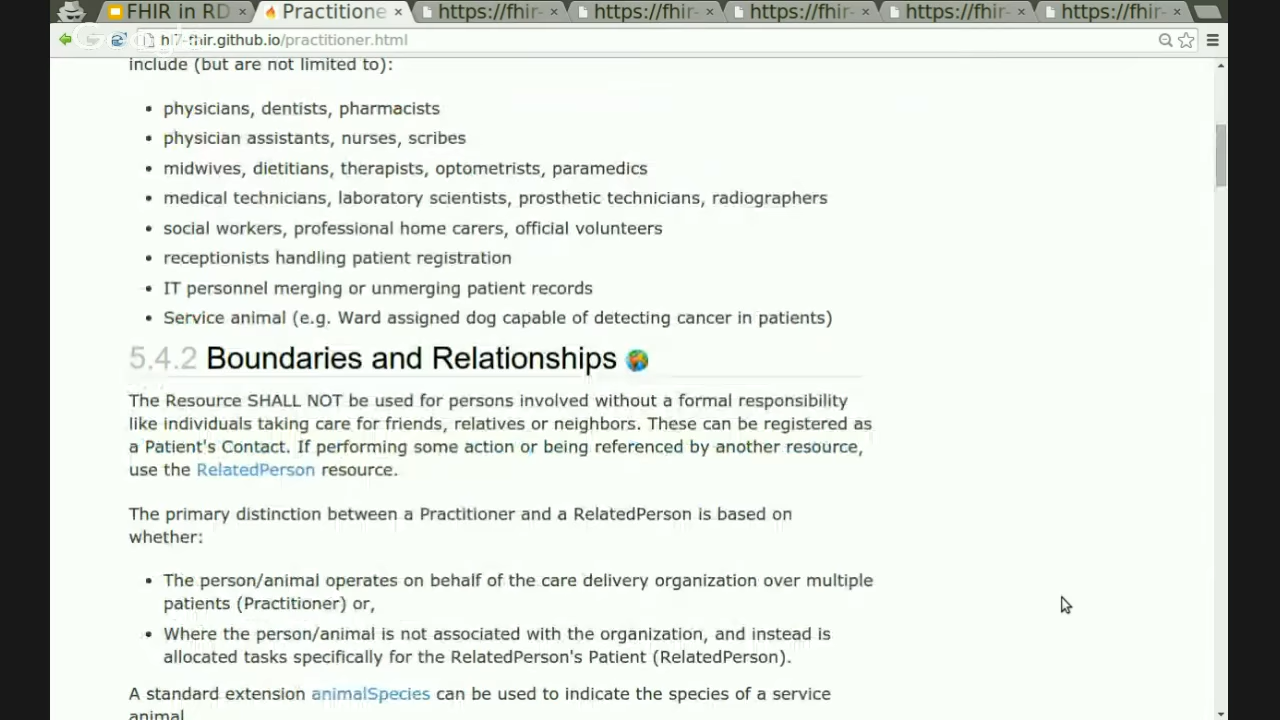 FHIR in RD
Practitione
https://fhir-
https://fhir-
https://fhir-
https://fhir-
https://fhir-
hl7-fhir.github.io/practitioner.html
include (but are not limited to):
• physicians, dentists, pharmacists
• physician assistants, nurses, scribes
• midwives, dietitians, therapists, optometrists, paramedics
• medical technicians, laboratory scientists, prosthetic technicians, radiographers
• social workers, professional home carers, official volunteers
• receptionists handling patient registration
• IT personnel merging or unmerging patient records
• Service animal (e.g. Ward assigned dog capable of detecting cancer in patients)
5.4.2 Boundaries and Relationships
The Resource SHALL NOT be used for persons involved without a formal responsibility
like individuals taking care for friends, relatives or neighbors. These can be registered as
a Patient's Contact. If performing some action or being referenced by another resource,
use the RelatedPerson resource.
The primary distinction between a Practitioner and a RelatedPerson is based on
whether:
• The person/animal operates on behalf of the care delivery organization over multiple
patients (Practitioner) or,
• Where the person/animal is not associated with the organization, and instead is
allocated tasks specifically for the RelatedPerson's Patient (RelatedPerson).
A standard extension animalSpecies can be used to indicate the species of a service
animal